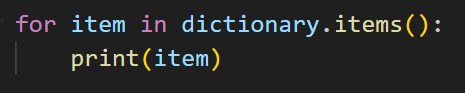 for item in dictionary.items():
    print(item)